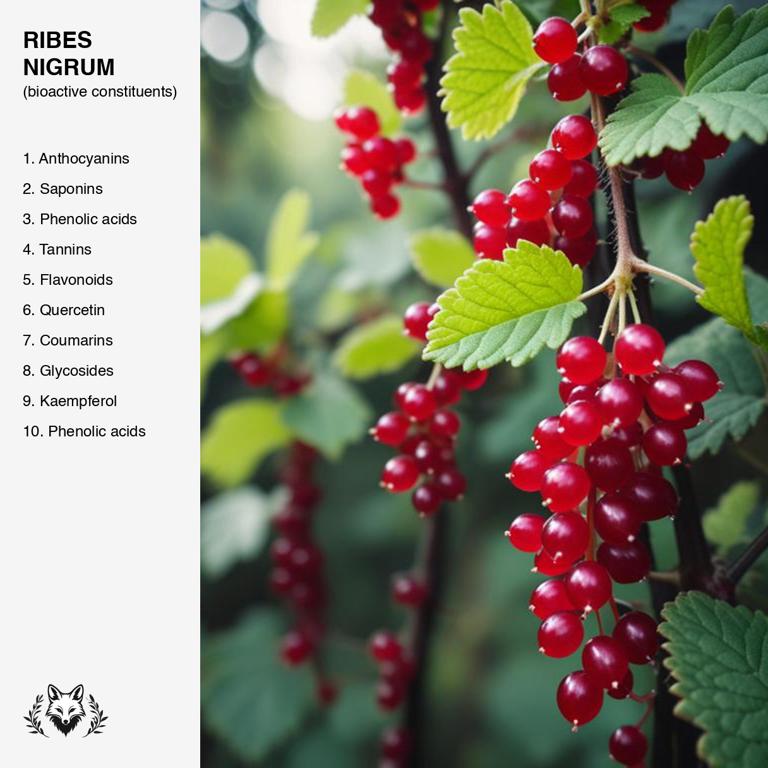 RIBES
NIGRUM
(bioactive constituents)
1. Anthocyanins
2. Saponins
3. Phenolic acids
4. Tannins
5. Flavonoids
6. Quercetin
7. Coumarins
8. Glycosides
9. Kaempferol
10. Phenolic acids